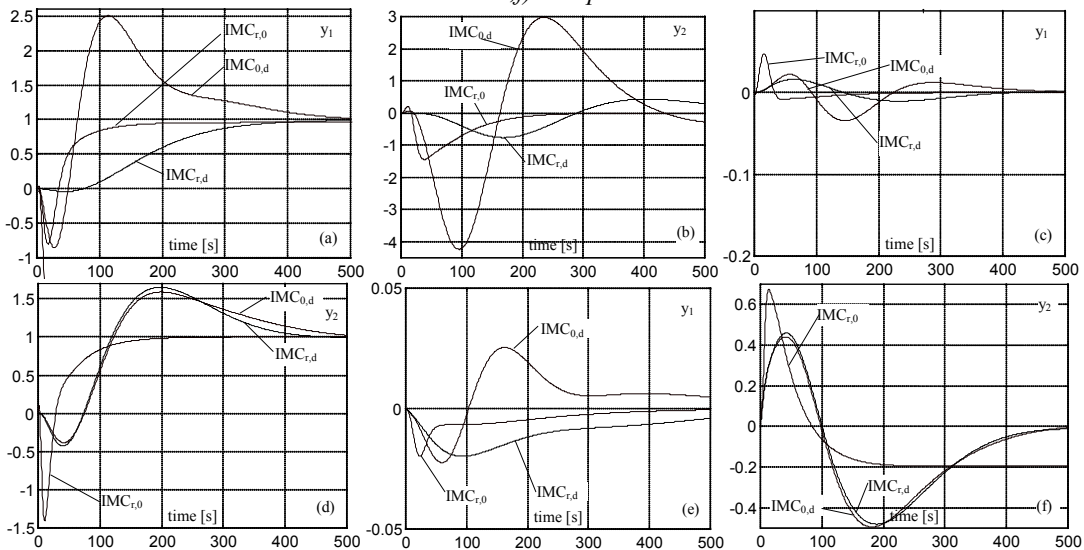 y1
IMCr,0
IMC0,d
IMCr,d
2.5
2
1.5
1
0.5
0
-0.5
-1
time [s]
(a)
0 100 200 300 400 500
y2
IMC0,d
IMCr,0
IMCr,d
3
2
1
0
-1
-2
-3
-4
time [s]
(b)
0 100 200 300 400 500
y1
IMCr,0
IMC0,d
IMCr,d
0
-0.1
-0.2
time [s]
(c)
0 100 200 300 400 500
y2
IMC0,d
IMCr,d
IMCr,0
1.5
1
0.5
0
-0.5
-1
-1.5
time [s]
(d)
0 100 200 300 400 500
0.05
y1
IMC0,d
IMCr,0
IMCr,d
0
-0.05
time [s]
(e)
0 100 200 300 400 500
y2
IMCr,0
IMCr,d
IMC0,d
0.6
0.4
0.2
0
-0.2
-0.4
time [s]
(f)
0 100 200 300 400 500